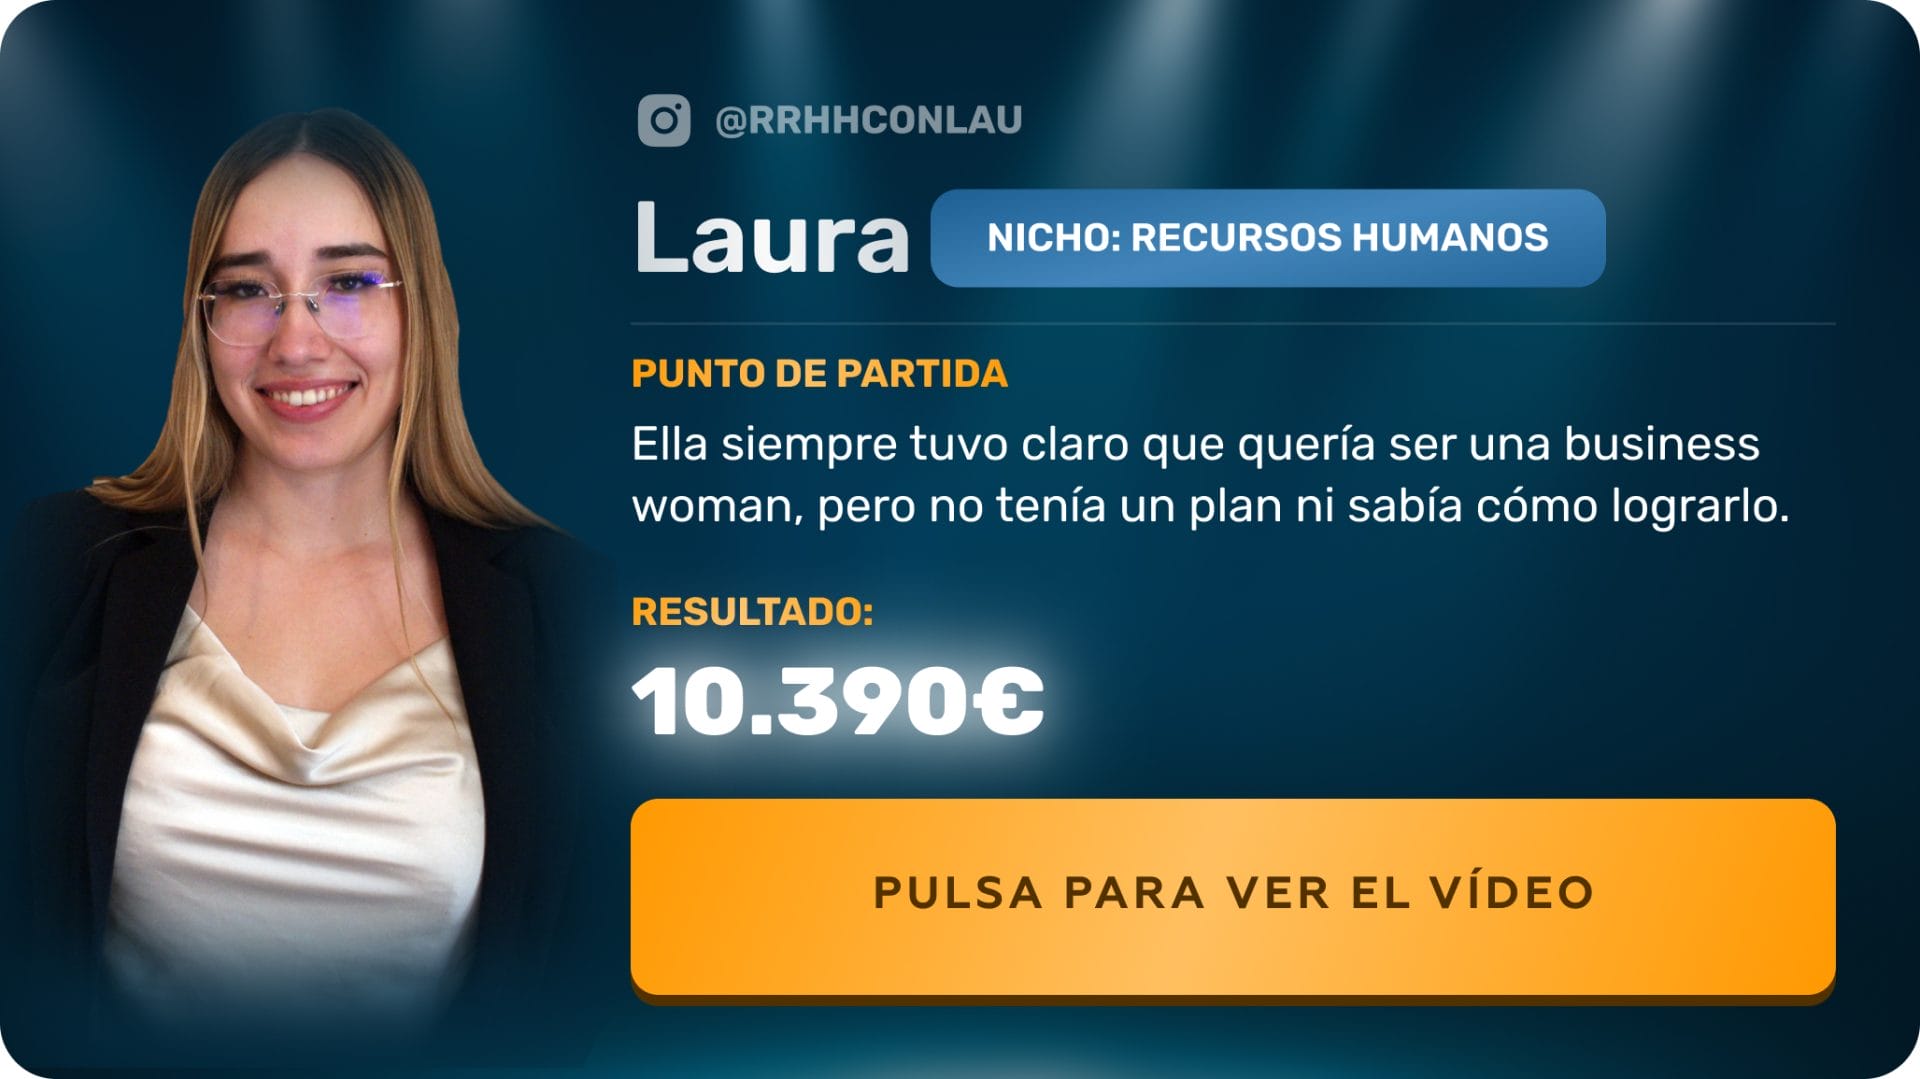 @RRHHCONLAU
Laura
NICHO: RECURSOS HUMANOS
PUNTO DE PARTIDA
Ella siempre tuvo claro que quería ser una business
woman, pero no tenía un plan ni sabía cómo lograrlo.
RESULTADO:
10.390€
PULSA PARA VER EL VÍDEO